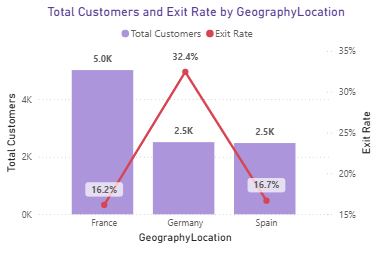 Total Customers and Exit Rate by GeographyLocation
Total Customers Exit Rate
5.0K
32.4%
35%
4K
30%
2.5K
2.5K
25%
2K
16.2%
16.7%
20%
0K
15%
France Germany Spain
GeographyLocation
Total Customers
Exit Rate